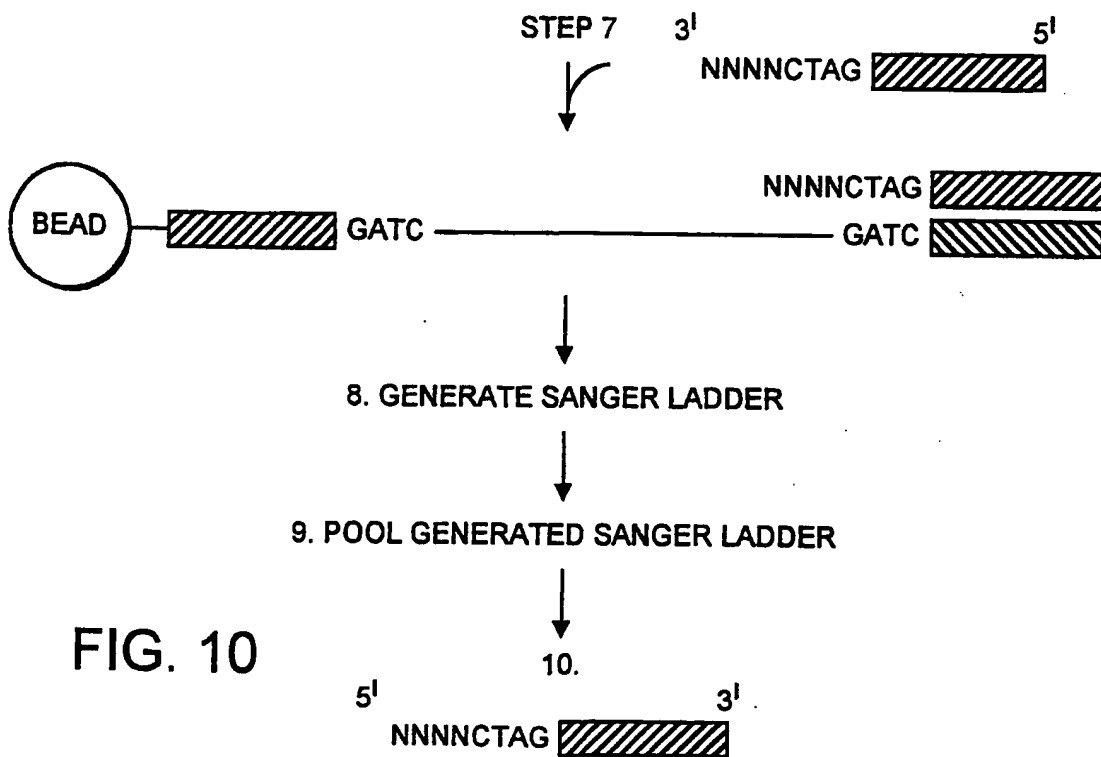 STEP 7 3' 5'
NNNNCTAG
NNNNCTAG
BEAD GATC GATC
8. GENERATE SANGER LADDER
9. POOL GENERATED SANGER LADDER
FIG. 10
10.
5' 3'
NNNNCTAG